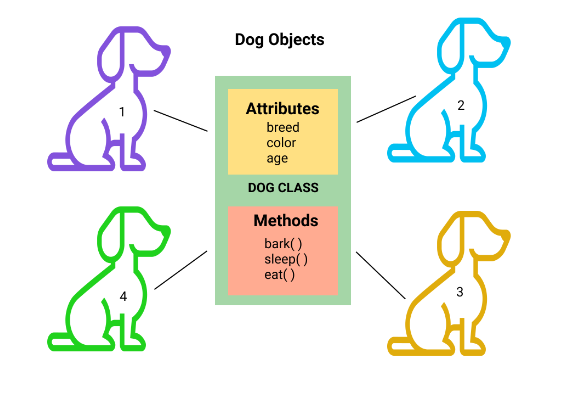 Dog Objects
1
2
Attributes
breed
color
age
DOG CLASS
Methods
bark( )
sleep( )
eat( )
4
3